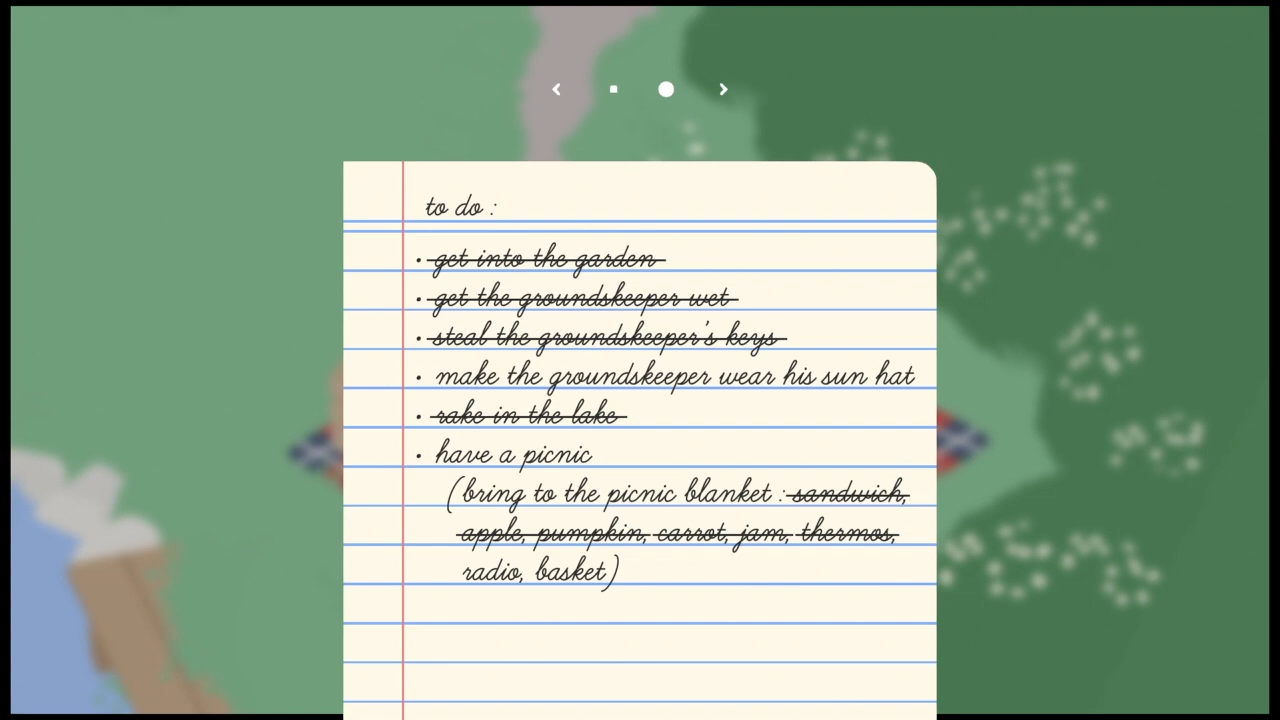 to do :
• get into the garden
• get the groundskeeper wet
• steal the groundskeeper's keys
• make the groundskeeper wear his sun hat
• rake in the lake
• have a picnic
(bring to the picnic blanket : sandwich,
apple, pumpkin, carrot, jam, thermos,
radio, basket)